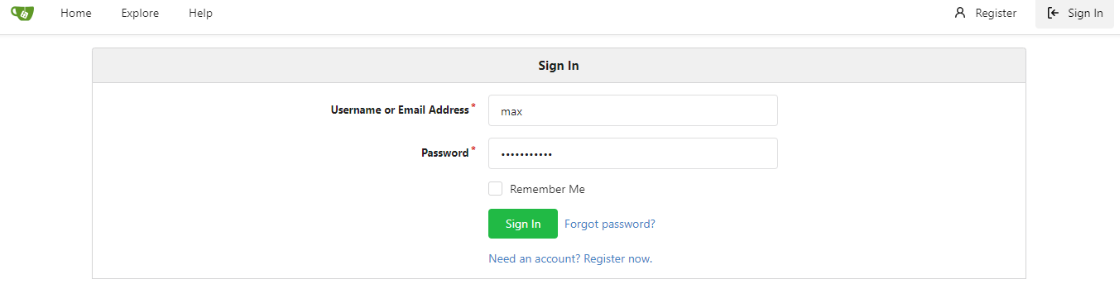 Home Explore Help Register Sign In
Sign In
Username or Email Address*
max
Password*
•••••••••••
Remember Me
Sign In Forgot password?
Need an account? Register now.